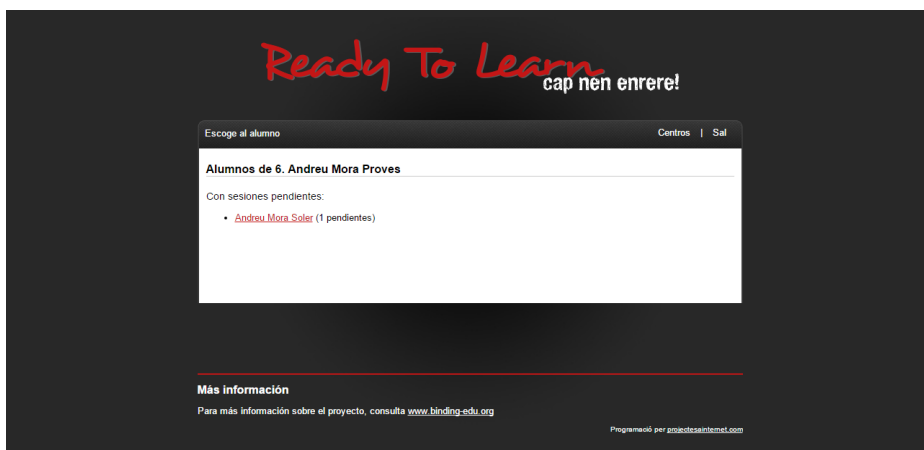 Ready To Learn
cap nen enrere!
Escoge al alumno
Centros | Sal
Alumnos de 6. Andreu Mora Proves
Con sesiones pendientes:
• Andreu Mora Soler (1 pendientes)
Más información
Para más información sobre el proyecto, consulta www.binding-edu.org
Programació per projectesainternet.com